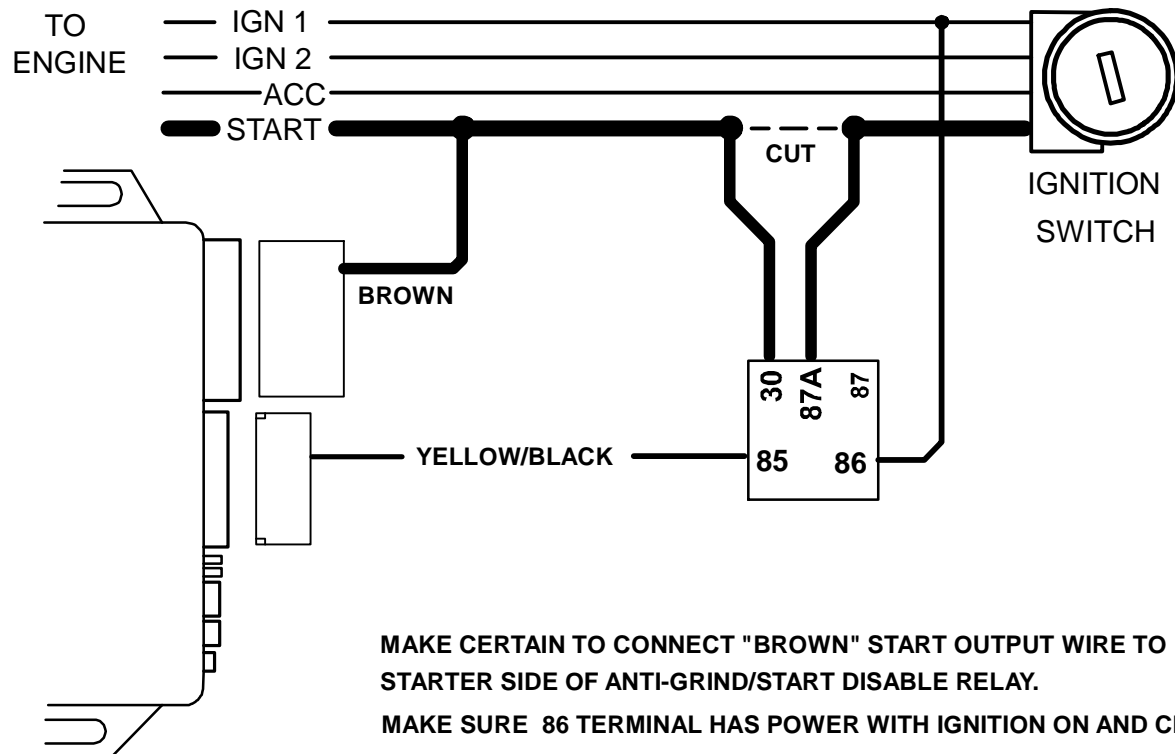 TO
ENGINE
IGN 1
IGN 2
ACC
START
CUT
IGNITION
SWITCH
BROWN
30
87A
87
85
86
YELLOW/BLACK
MAKE CERTAIN TO CONNECT "BROWN" START OUTPUT WIRE TO
STARTER SIDE OF ANTI-GRIND/START DISABLE RELAY.
MAKE SURE 86 TERMINAL HAS POWER WITH IGNITION ON AND